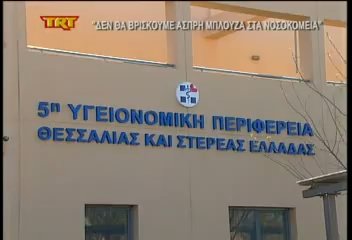 TRT
"ΔΕΝ ΘΑ ΒΡΙΣΚΟΥΜΕ ΑΣΠΡΗ ΜΠΛΟΥΖΑ ΣΤΑ ΝΟΣΟΚΟΜΕΙΑ"
5η ΥΓΕΙΟΝΟΜΙΚΗ ΠΕΡΙΦΕΡΕΙΑ
ΘΕΣΣΑΛΙΑΣ ΚΑΙ ΣΤΕΡΕΑΣ ΕΛΛΑΔΑΣ